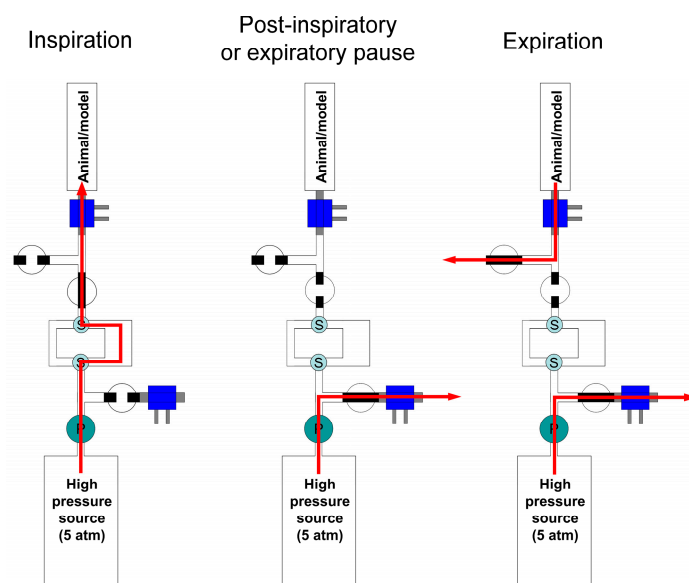 Inspiration
Post-inspiratory
or expiratory pause
Expiration
Animal/model
Animal/model
Animal/model
S
S
S
S
S
S
P
P
P
High
pressure
source
(5 atm)
High
pressure
source
(5 atm)
High
pressure
source
(5 atm)